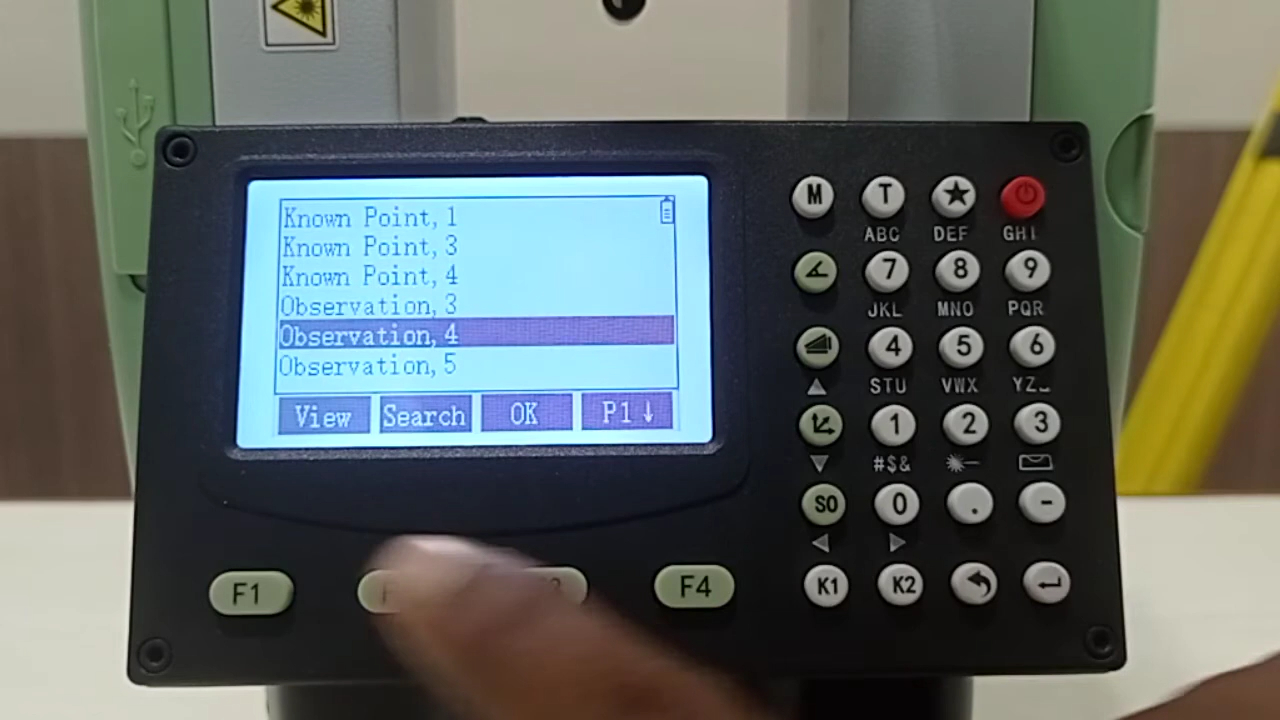 Known Point, 1
Known Point, 3
Known Point, 4
Observation, 3
Observation, 4
Observation, 5
View Search OK P1↓
M T ★
ABC DEF GHI
7 8 9
JKL MNO PQR
4 5 6
STU VWX YZ_
1 2 3
#$&
SO 0 . -
F1 F4 K1 K2